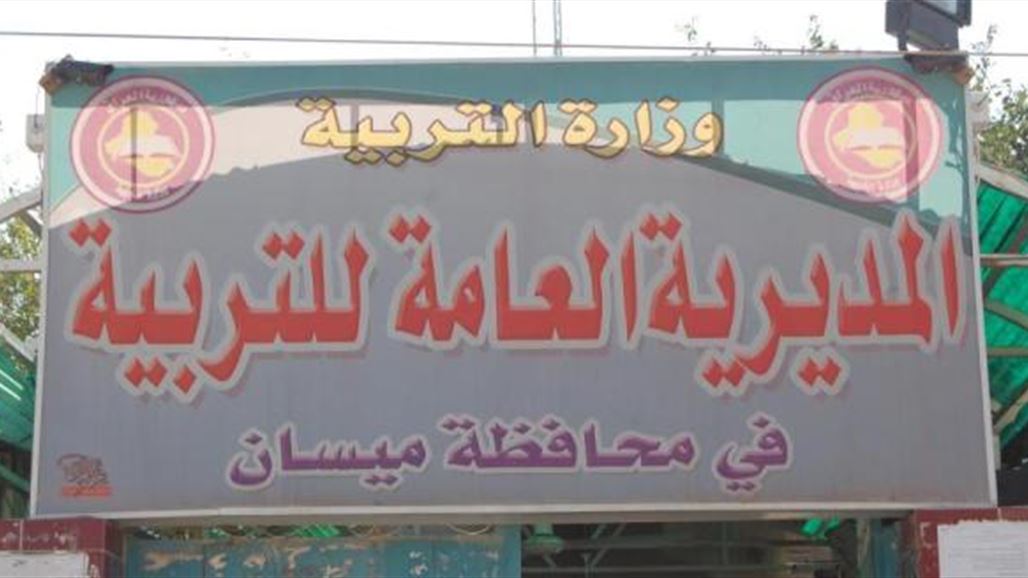 وزارة التربية
المديرية العامة للتربية
في محافظة ميسان